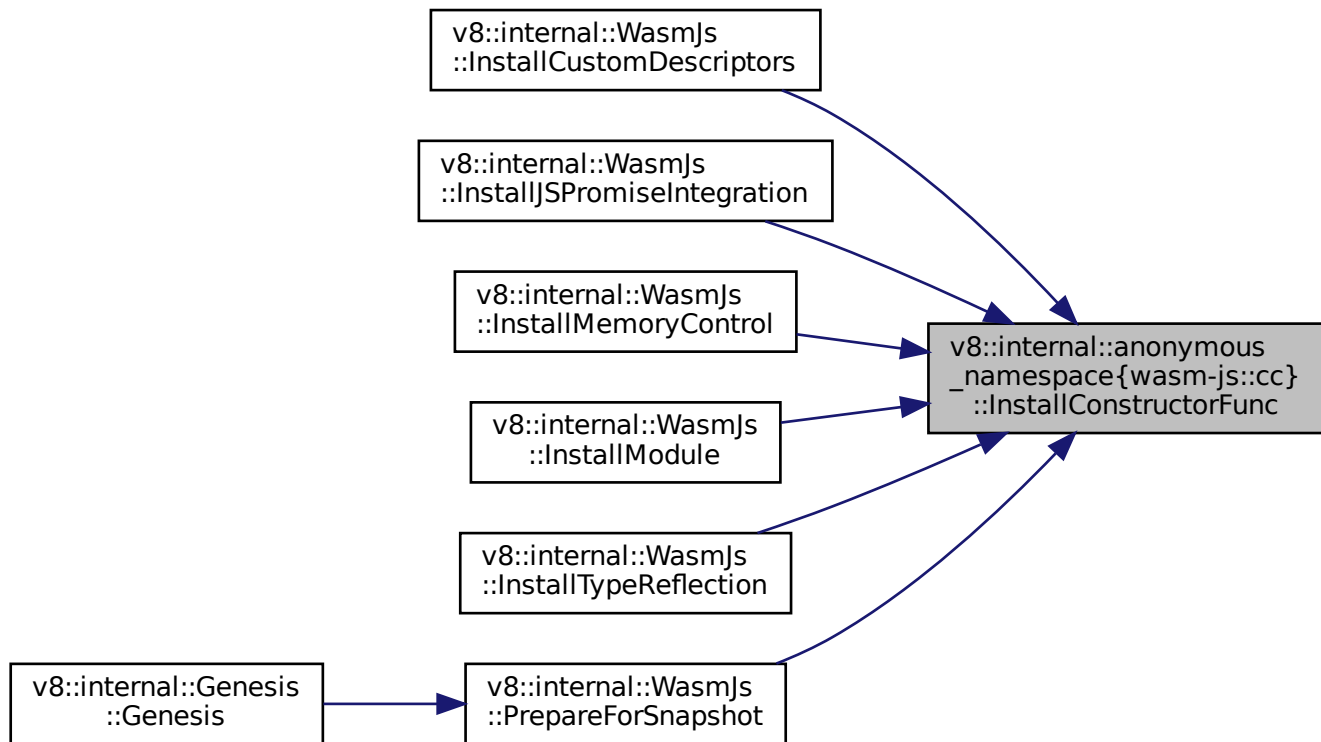 v8::internal::WasmJs
::InstallCustomDescriptors
v8::internal::WasmJs
::InstallJSPromiseIntegration
v8::internal::WasmJs
::InstallMemoryControl
v8::internal::anonymous
_namespace{wasm-js::cc}
::InstallConstructorFunc
v8::internal::WasmJs
::InstallModule
v8::internal::WasmJs
::InstallTypeReflection
v8::internal::Genesis
::Genesis
v8::internal::WasmJs
::PrepareForSnapshot